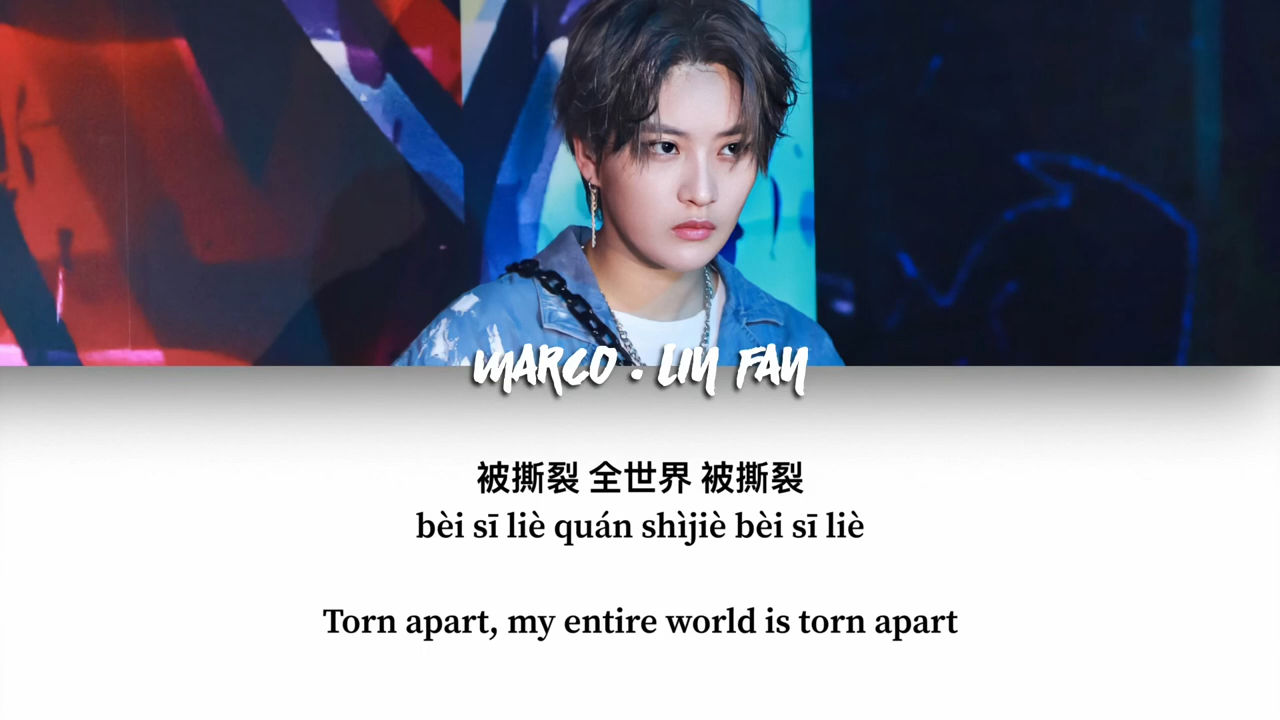 MARCO . LIN FAN
被撕裂 全世界 被撕裂
bèi sī liè quán shìjiè bèi sī liè
Torn apart, my entire world is torn apart